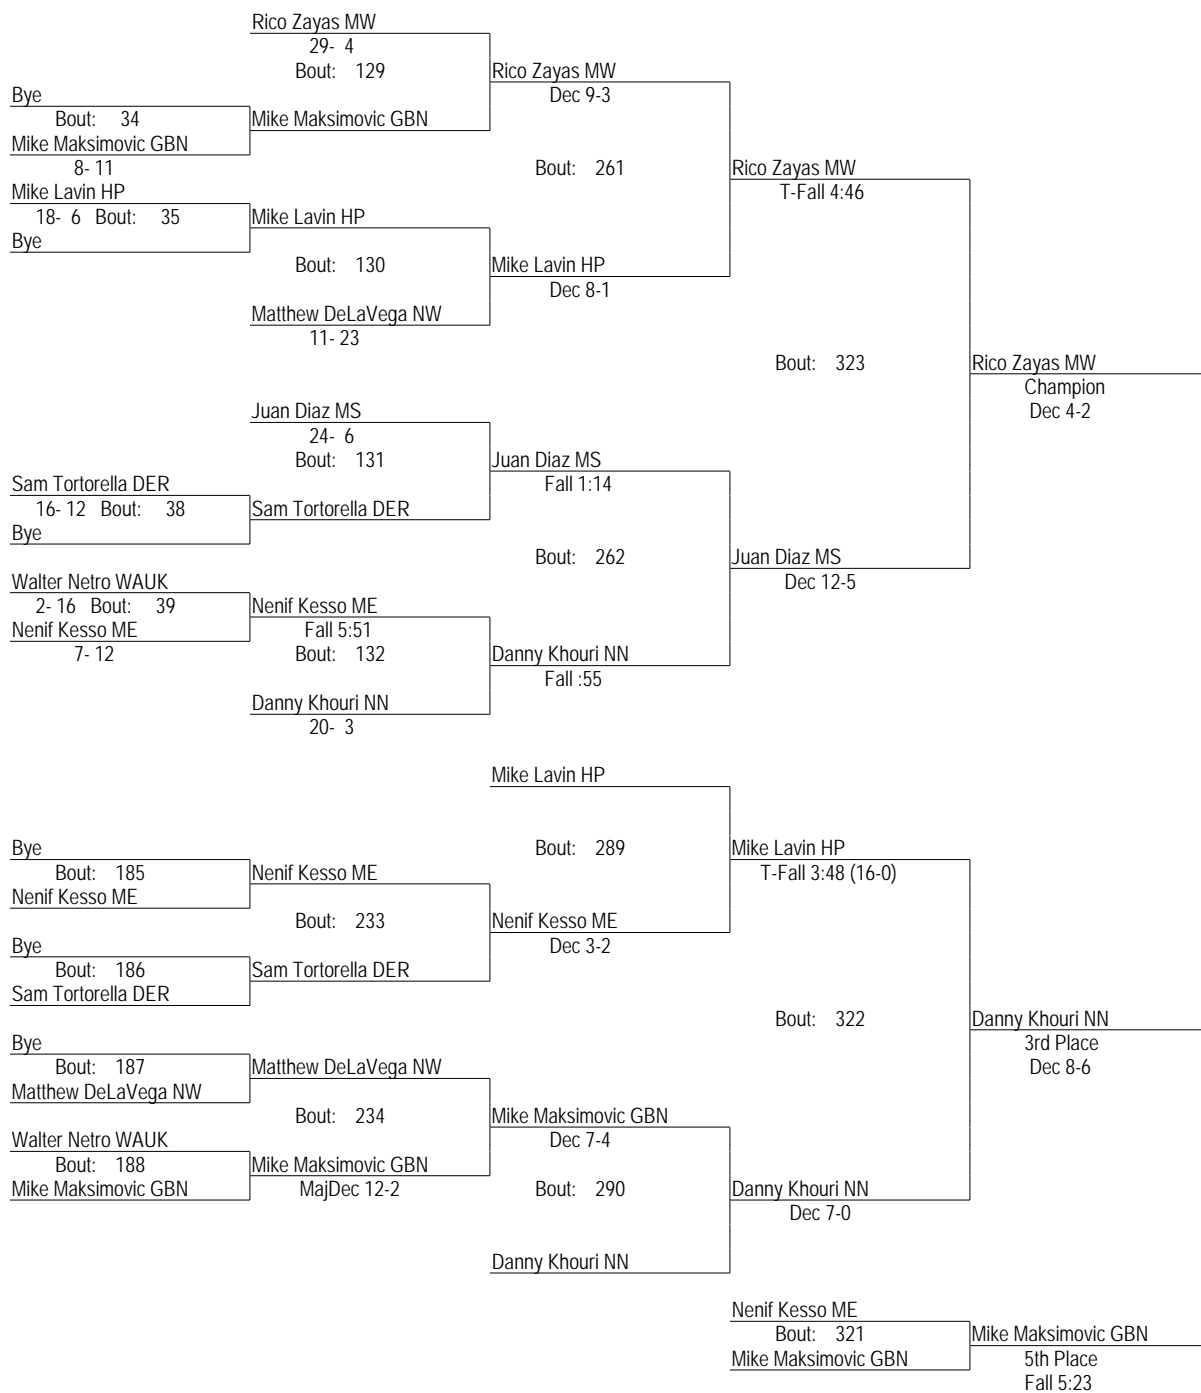 Rico Zayas MW
29- 4
Bout: 129
Rico Zayas MW
Dec 9-3
Bye
Bout: 34
Mike Maksimovic GBN
Mike Maksimovic GBN
8- 11
Bout: 261
Rico Zayas MW
T-Fall 4:46
Mike Lavin HP
18- 6 Bout: 35
Mike Lavin HP
Bye
Bout: 130
Mike Lavin HP
Dec 8-1
Matthew DeLaVega NW
11- 23
Bout: 323
Rico Zayas MW
Champion
Dec 4-2
Juan Diaz MS
24- 6
Bout: 131
Juan Diaz MS
Fall 1:14
Sam Tortorella DER
16- 12 Bout: 38
Sam Tortorella DER
Bye
Bout: 262
Juan Diaz MS
Dec 12-5
Walter Netro WAUK
2- 16 Bout: 39
Nenif Kesso ME
Fall 5:51
Nenif Kesso ME
7- 12
Bout: 132
Danny Khouri NN
Fall :55
Danny Khouri NN
20- 3
Mike Lavin HP
Bye
Bout: 185
Nenif Kesso ME
Nenif Kesso ME
Bout: 289
Mike Lavin HP
T-Fall 3:48 (16-0)
Bout: 233
Nenif Kesso ME
Dec 3-2
Bye
Bout: 186
Sam Tortorella DER
Sam Tortorella DER
Bout: 322
Danny Khouri NN
3rd Place
Dec 8-6
Bye
Bout: 187
Matthew DeLaVega NW
Matthew DeLaVega NW
Bout: 234
Mike Maksimovic GBN
Dec 7-4
Walter Netro WAUK
Bout: 188
Mike Maksimovic GBN
Mike Maksimovic GBN
MajDec 12-2
Bout: 290
Danny Khouri NN
Dec 7-0
Danny Khouri NN
Nenif Kesso ME
Bout: 321
Mike Maksimovic GBN
Mike Maksimovic GBN
5th Place
Fall 5:23